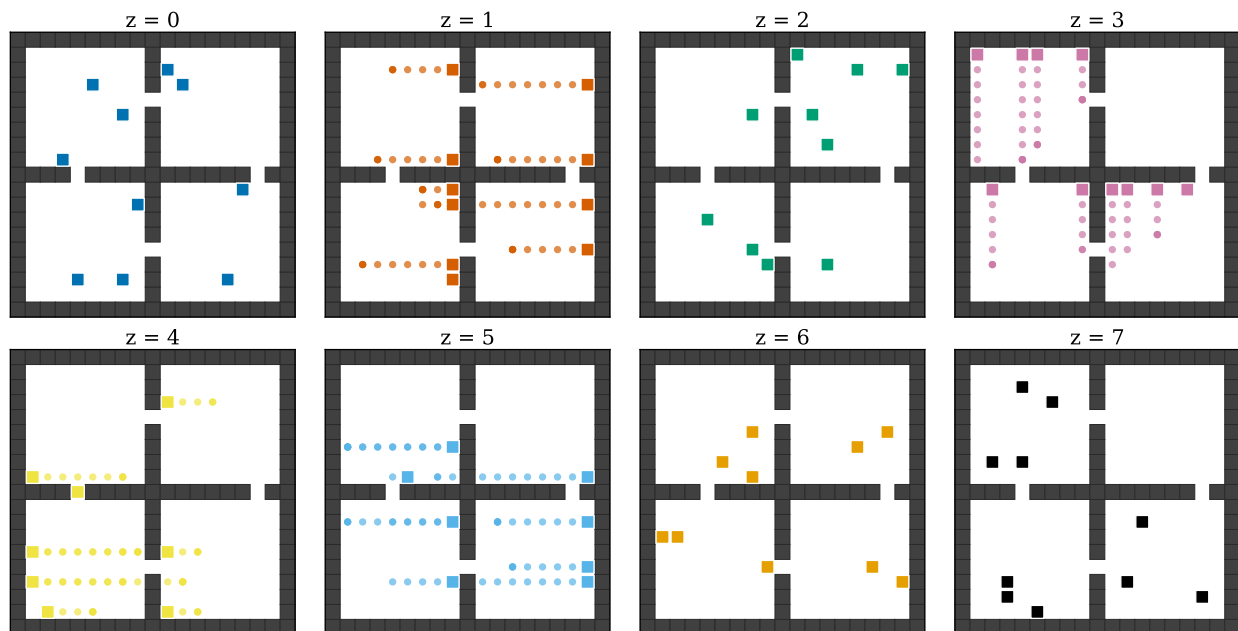 z = 0
z = 1
z = 2
z = 3
z = 4
z = 5
z = 6
z = 7